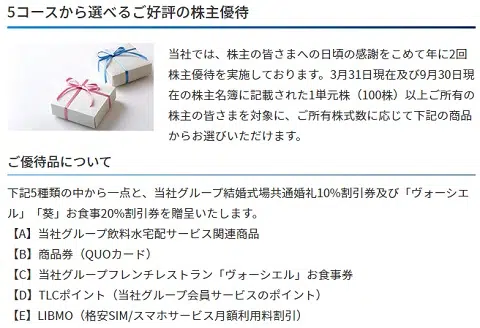 5コースから選べるご好評の株主優待
当社では、株主の皆さまへの日頃の感謝をこめて年に2回
株主優待を実施しております。3月31日現在及び9月30日現
在の株主名簿に記載された1単元株（100株）以上ご所有の
株主の皆さまを対象に、ご所有株式数に応じて下記の商品
からお選びいただけます。
ご優待品について
下記5種類の中から一点と、当社グループ結婚式場共通婚礼10%割引券及び「ヴォーシエ
ル」「葵」お食事20%割引券を贈呈いたします。
【A】当社グループ飲料水宅配サービス関連商品
【B】商品券（QUOカード）
【C】当社グループフレンチレストラン「ヴォーシエル」お食事券
【D】TLCポイント（当社グループ会員サービスのポイント）
【E】LIBMO（格安SIM/スマホサービス月額利用料割引）